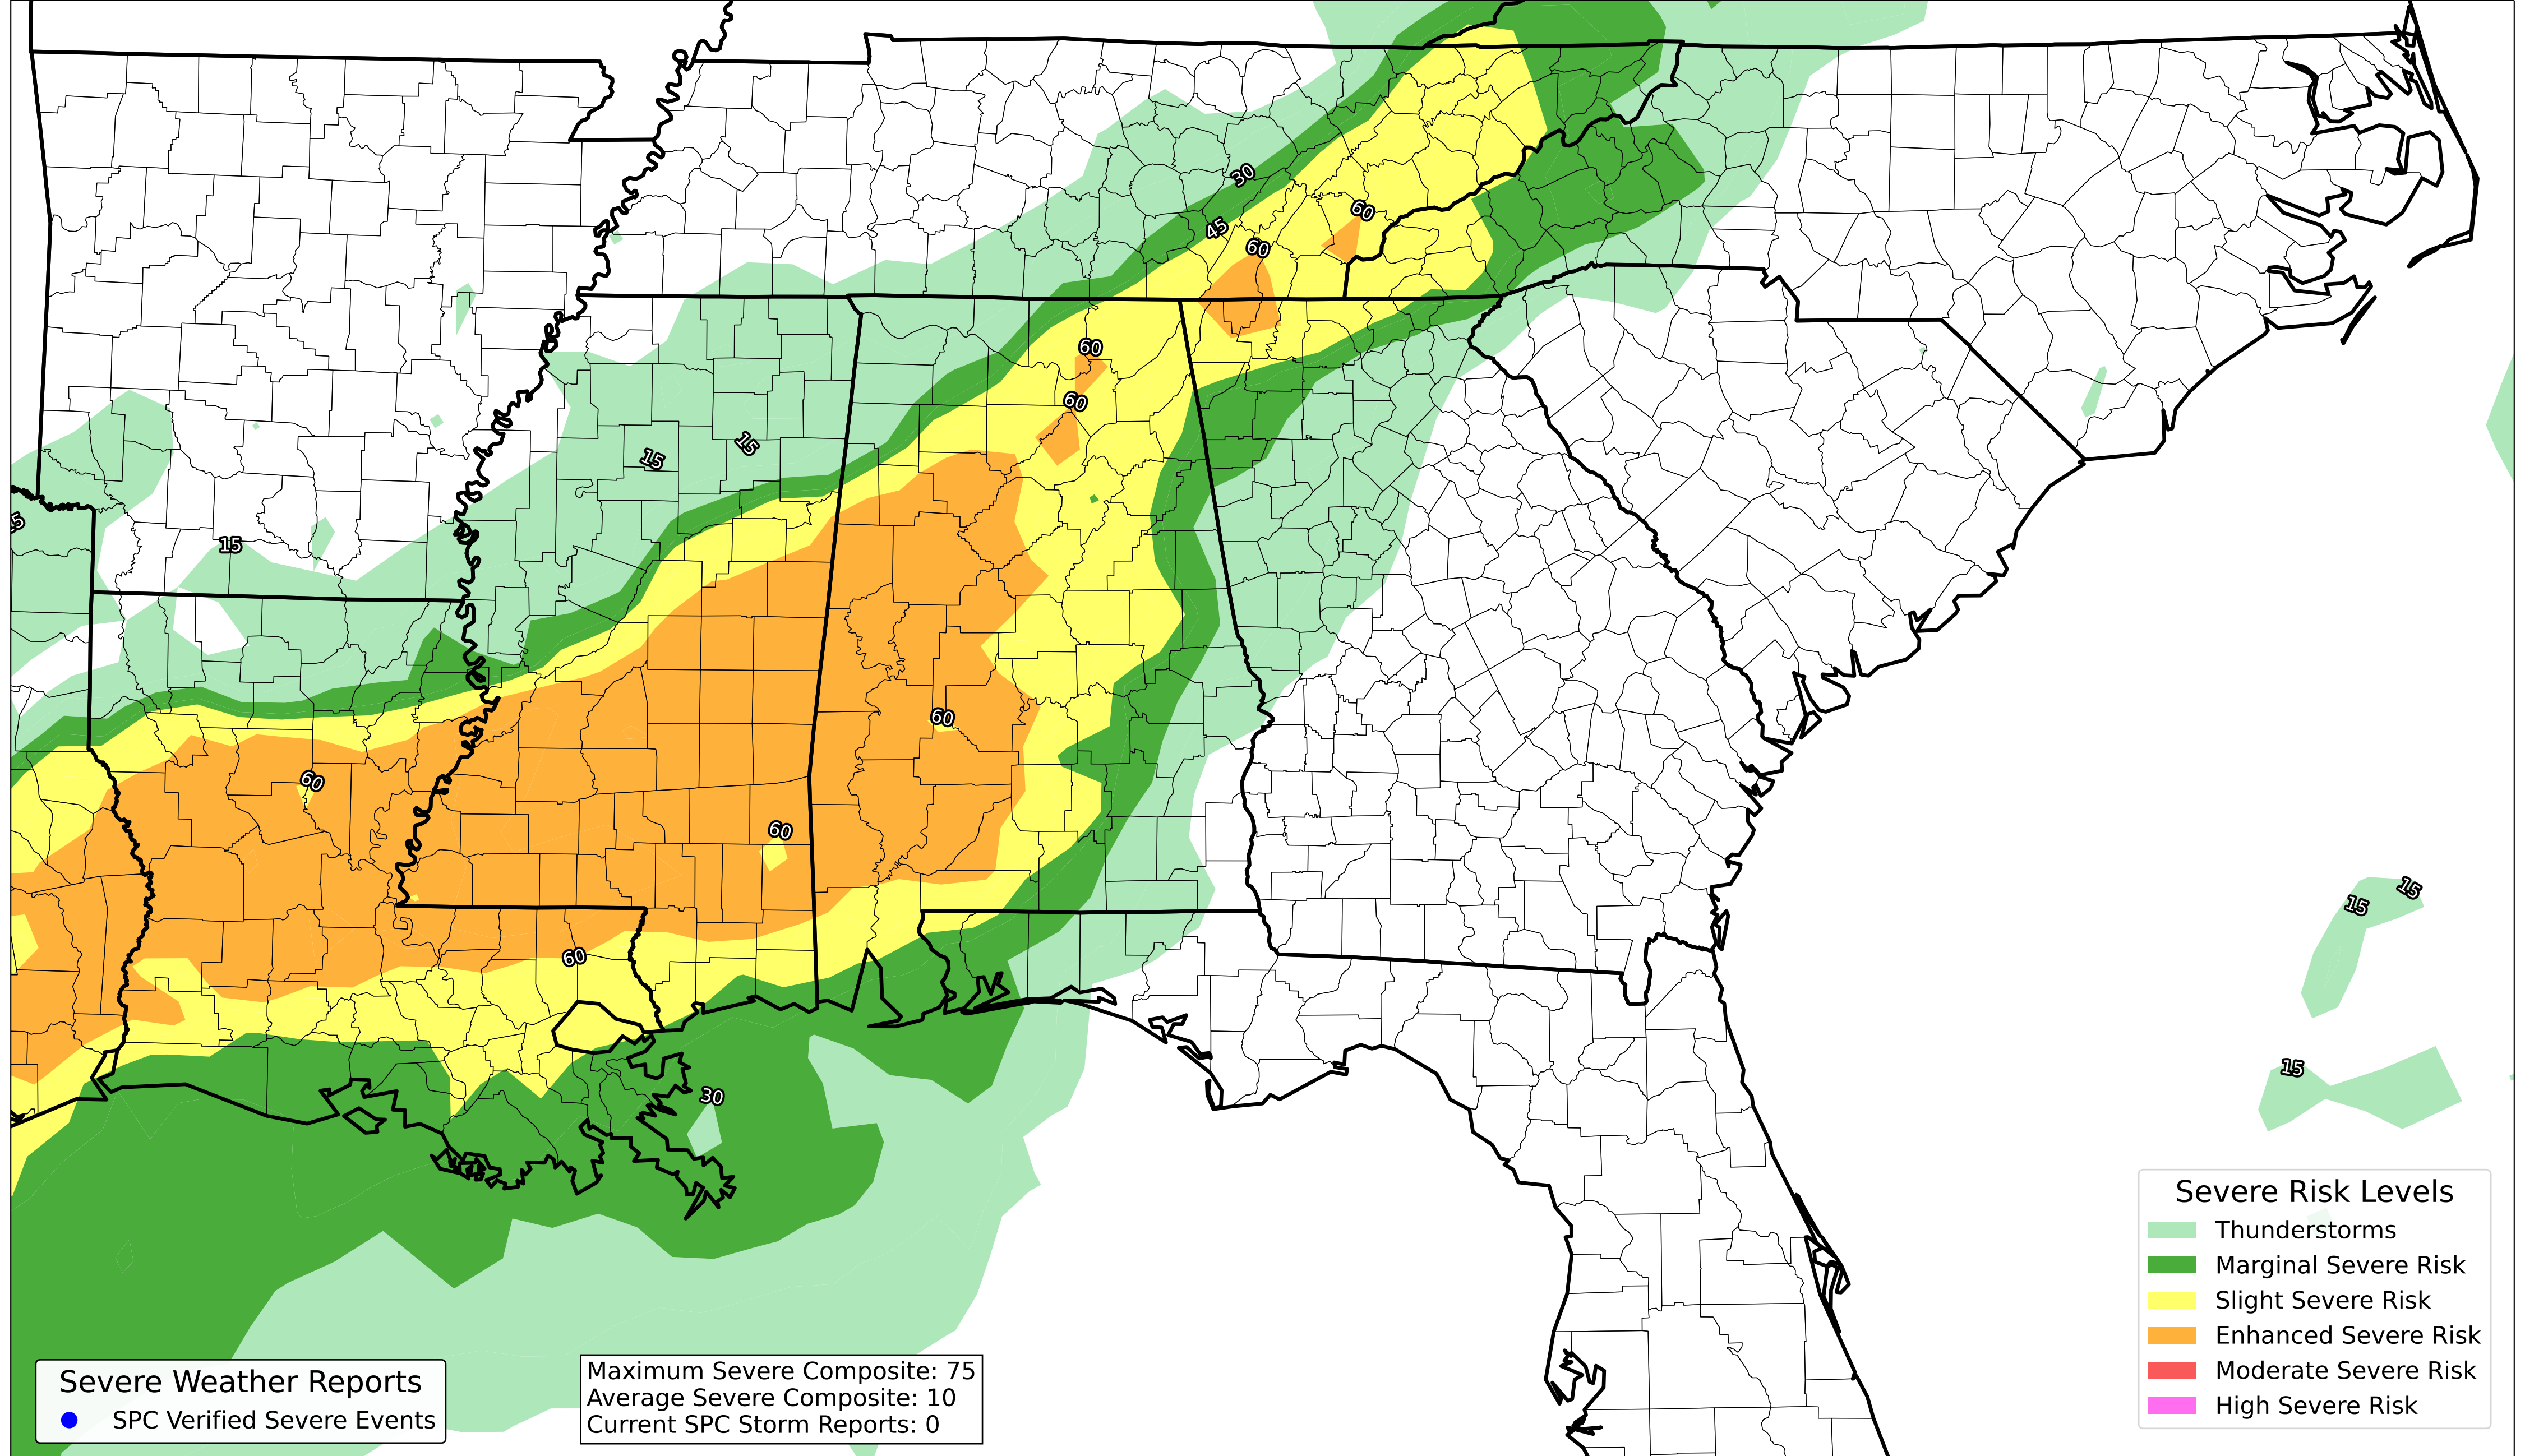 30
45
60
60
60
60
15
15
15
15
60
60
60
60
15
15
15
30
Severe Risk Levels
Thunderstorms
Marginal Severe Risk
Slight Severe Risk
Enhanced Severe Risk
Moderate Severe Risk
High Severe Risk
Severe Weather Reports
SPC Verified Severe Events
Maximum Severe Composite: 75
Average Severe Composite: 10
Current SPC Storm Reports: 0